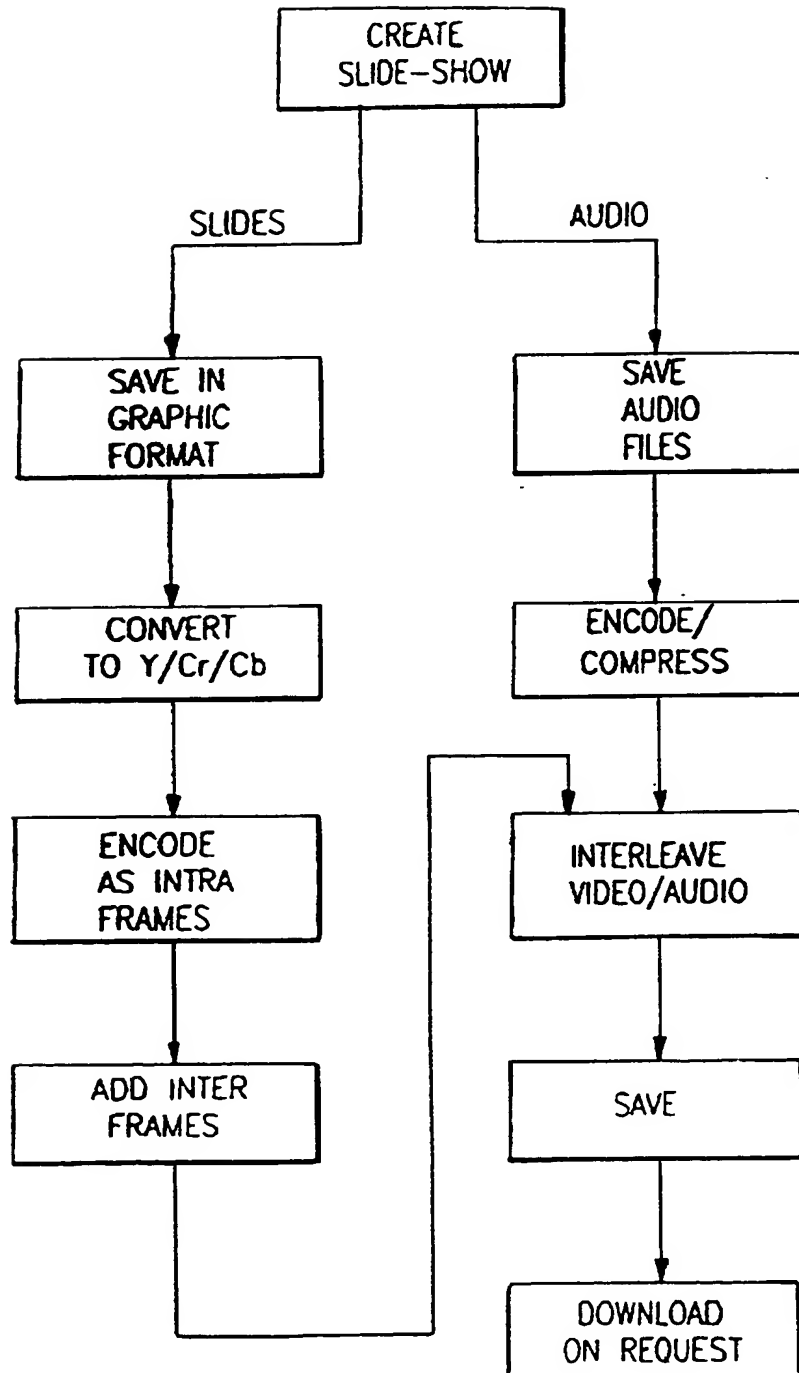 CREATE
SLIDE-SHOW
SLIDES
AUDIO
SAVE IN
GRAPHIC
FORMAT
SAVE
AUDIO
FILES
CONVERT
TO Y/Cr/Cb
ENCODE/
COMPRESS
ENCODE
AS INTRA
FRAMES
INTERLEAVE
VIDEO/AUDIO
ADD INTER
FRAMES
SAVE
DOWNLOAD
ON REQUEST